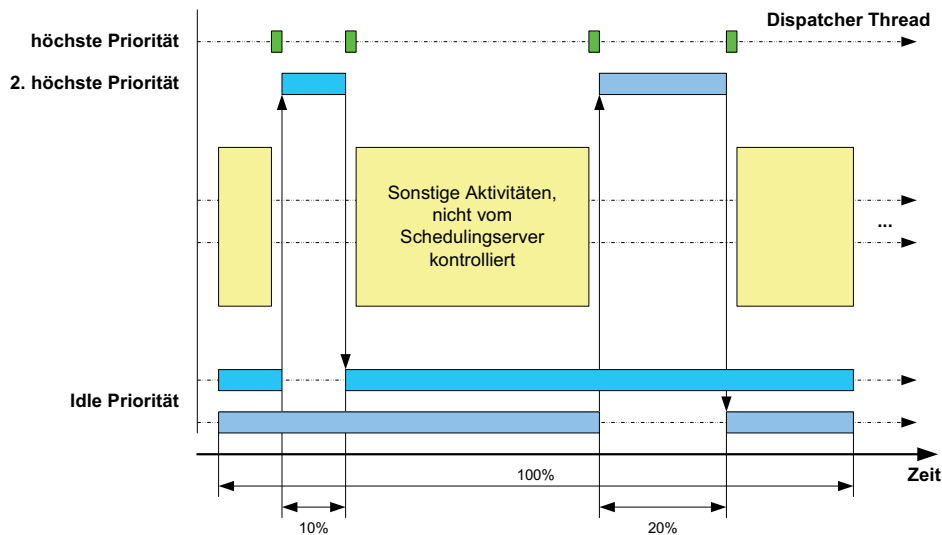 Dispatcher Thread
höchste Priorität
2. höchste Priorität
Sonstige Aktivitäten,
nicht vom
Schedulingserver
kontrolliert
...
Idle Priorität
Zeit
100%
10%
20%